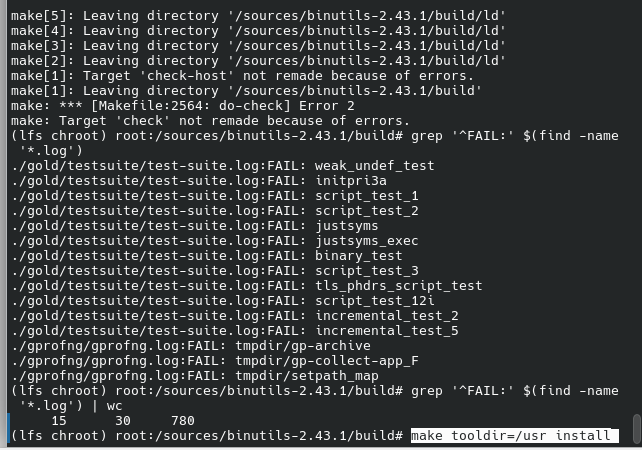 make[5]: Leaving directory '/sources/binutils-2.43.1/build/ld'
make[4]: Leaving directory '/sources/binutils-2.43.1/build/ld'
make[3]: Leaving directory '/sources/binutils-2.43.1/build/ld'
make[2]: Leaving directory '/sources/binutils-2.43.1/build/ld'
make[1]: Target 'check-host' not remade because of errors.
make[1]: Leaving directory '/sources/binutils-2.43.1/build'
make: *** [Makefile:2564: do-check] Error 2
make: Target 'check' not remade because of errors.
(lfs chroot) root:/sources/binutils-2.43.1/build# grep '^FAIL:' $(find -name
 '*.log')
./gold/testsuite/test-suite.log:FAIL: weak_undef_test
./gold/testsuite/test-suite.log:FAIL: initpri3a
./gold/testsuite/test-suite.log:FAIL: script_test_1
./gold/testsuite/test-suite.log:FAIL: script_test_2
./gold/testsuite/test-suite.log:FAIL: justsyms
./gold/testsuite/test-suite.log:FAIL: justsyms_exec
./gold/testsuite/test-suite.log:FAIL: binary_test
./gold/testsuite/test-suite.log:FAIL: script_test_3
./gold/testsuite/test-suite.log:FAIL: tls_phdrs_script_test
./gold/testsuite/test-suite.log:FAIL: script_test_12i
./gold/testsuite/test-suite.log:FAIL: incremental_test_2
./gold/testsuite/test-suite.log:FAIL: incremental_test_5
./gprofng/gprofng.log:FAIL: tmpdir/gp-archive
./gprofng/gprofng.log:FAIL: tmpdir/gp-collect-app_F
./gprofng/gprofng.log:FAIL: tmpdir/setpath_map
(lfs chroot) root:/sources/binutils-2.43.1/build# grep '^FAIL:' $(find -name
 '*.log') | wc
     15      30     780
(lfs chroot) root:/sources/binutils-2.43.1/build# make tooldir=/usr install